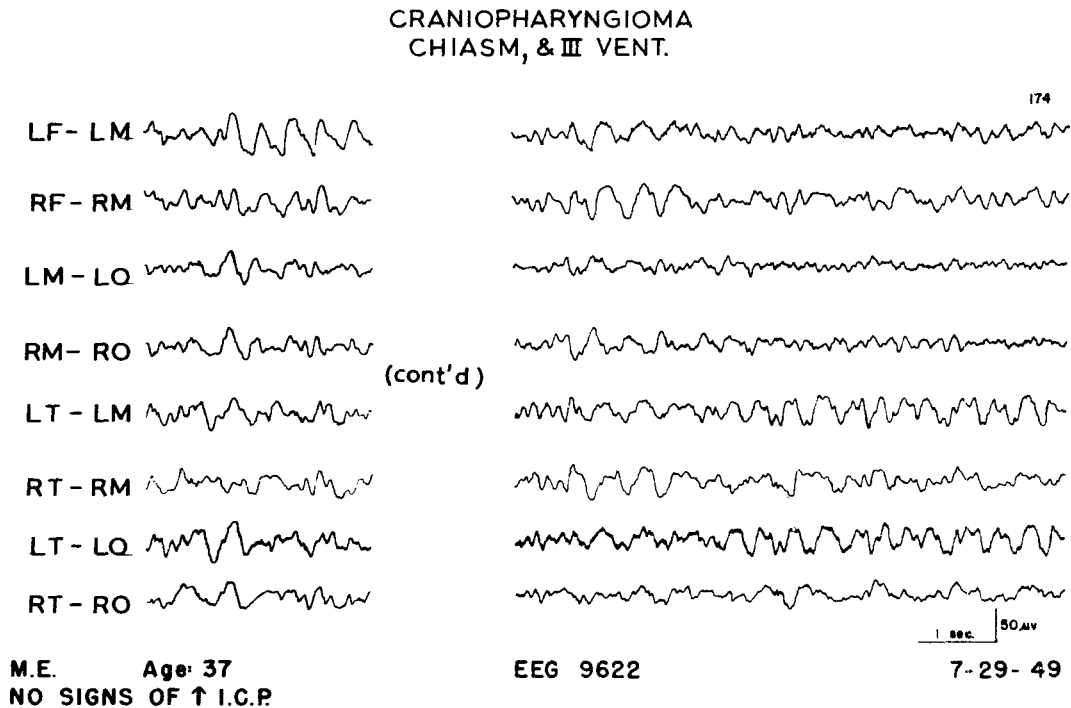 CRANIOPHARYNGIOMA
CHIASM, & III VENT.
174
LF-LM
RF-RM
LM-LO
RM-RO
(cont'd)
LT-LM
RT-RM
LT-LO
RT-RO
1 sec. 50 µv
M.E. Age: 37 EEG 9622 7-29-49
NO SIGNS OF ↑ I.C.P.